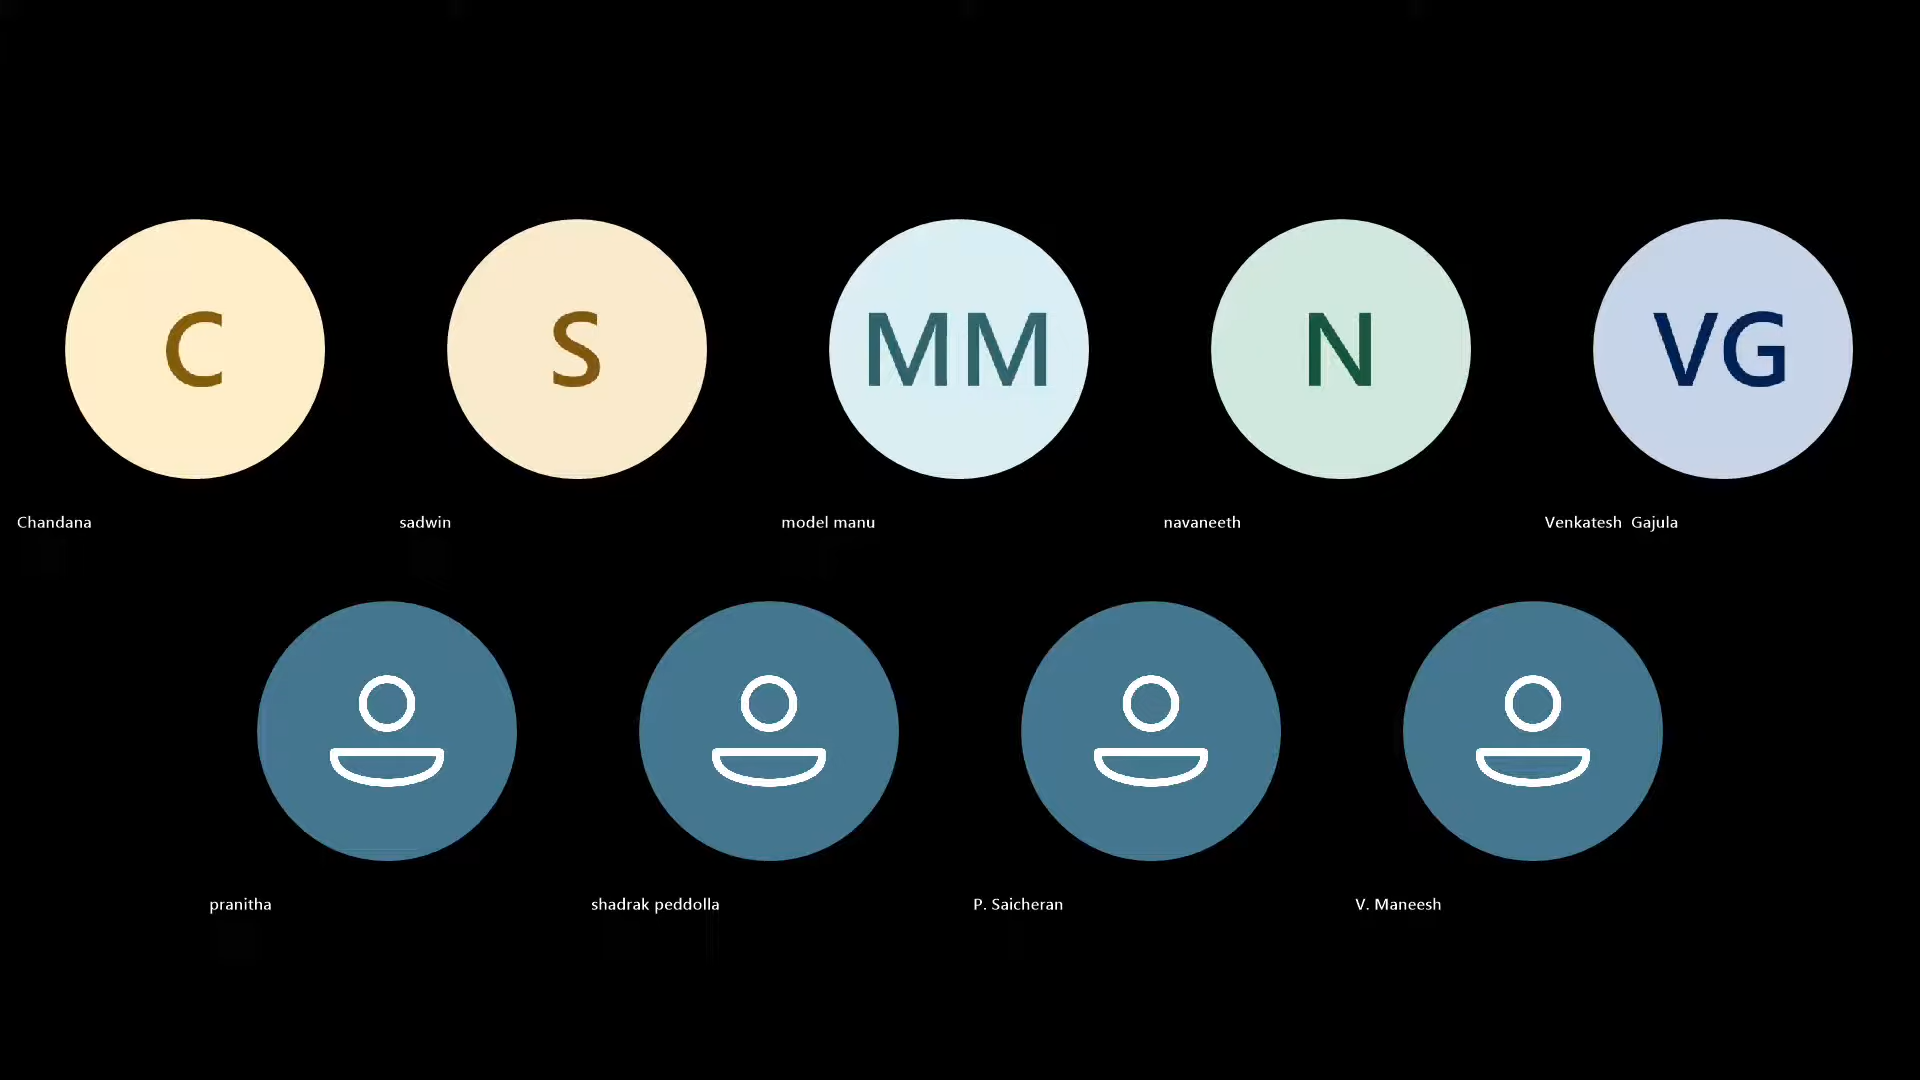 C
S
MM
N
VG
Chandana
sadwin
model manu
navaneeth
Venkatesh  Gajula
pranitha
shadrak peddolla
P. Saicheran
V. Maneesh